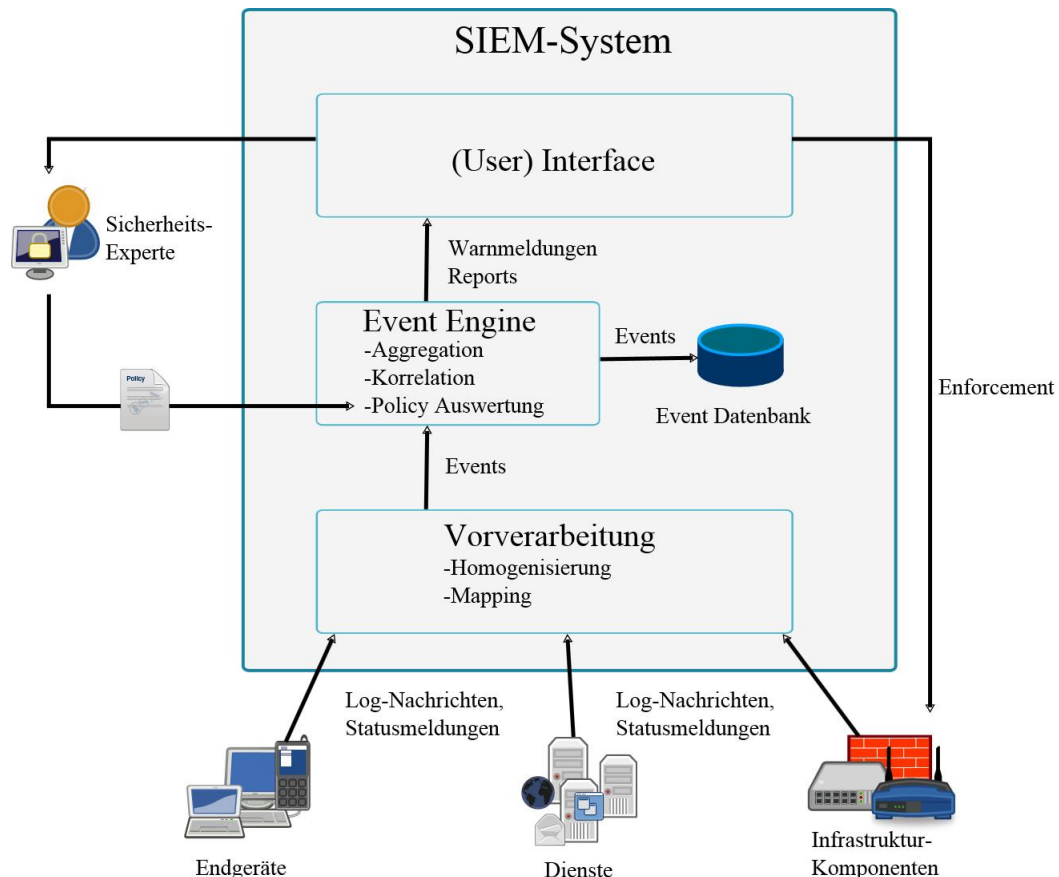 SIEM-System
(User) Interface
Sicherheits-
Experte
Warnmeldungen
Reports
Event Engine
-Aggregation
-Korrelation
-Policy Auswertung
Events
Event Datenbank
Enforcement
Policy
Events
Vorverarbeitung
-Homogenisierung
-Mapping
Log-Nachrichten,
Statusmeldungen
Log-Nachrichten,
Statusmeldungen
Endgeräte
Dienste
Infrastruktur-
Komponenten